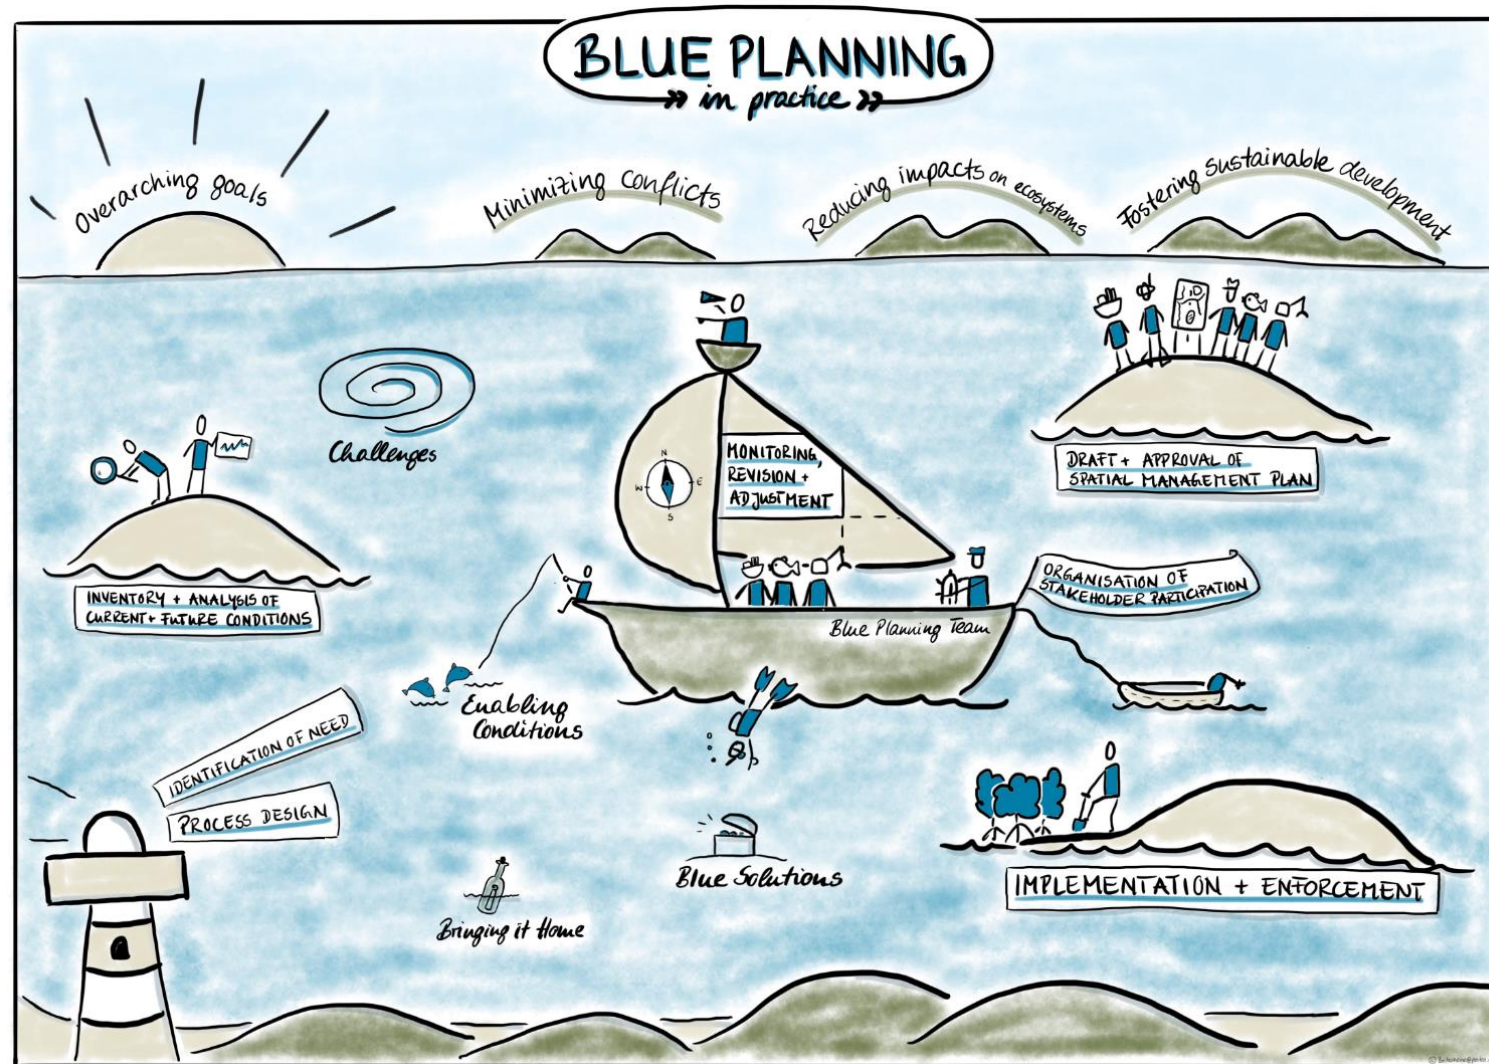 BLUE PLANNING
in practice
Overarching goals
Minimizing conflicts
Reducing impacts on ecosystems
Fostering sustainable development
Challenges
N
W
E
S
MONITORING,
REVISION +
ADJUSTMENT
DRAFT + APPROVAL OF
SPATIAL MANAGEMENT PLAN
INVENTORY + ANALYSIS OF
CURRENT + FUTURE CONDITIONS
ORGANISATION OF
STAKEHOLDER PARTICIPATION
Blue Planning Team
Enabling
Conditions
IDENTIFICATION OF NEED
PROCESS DESIGN
Blue Solutions
IMPLEMENTATION + ENFORCEMENT
Bringing it Home